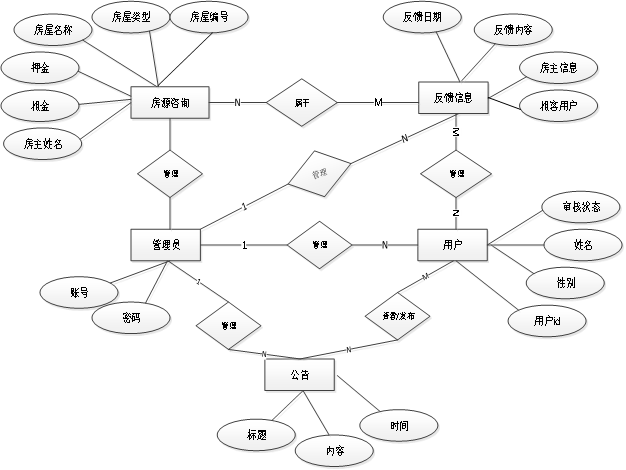 房屋类型
房屋编号
反馈日期
房屋名称
反馈内容
押金
房主信息
租金
房源咨询
N
属于
M
反馈信息
租客用户
房主姓名
N
M
管理
管理
管理
1
N
审核状态
管理员
1
管理
N
用户
姓名
账号
1
M
性别
密码
管理
查看/发布
用户id
N
N
公告
标题
时间
内容